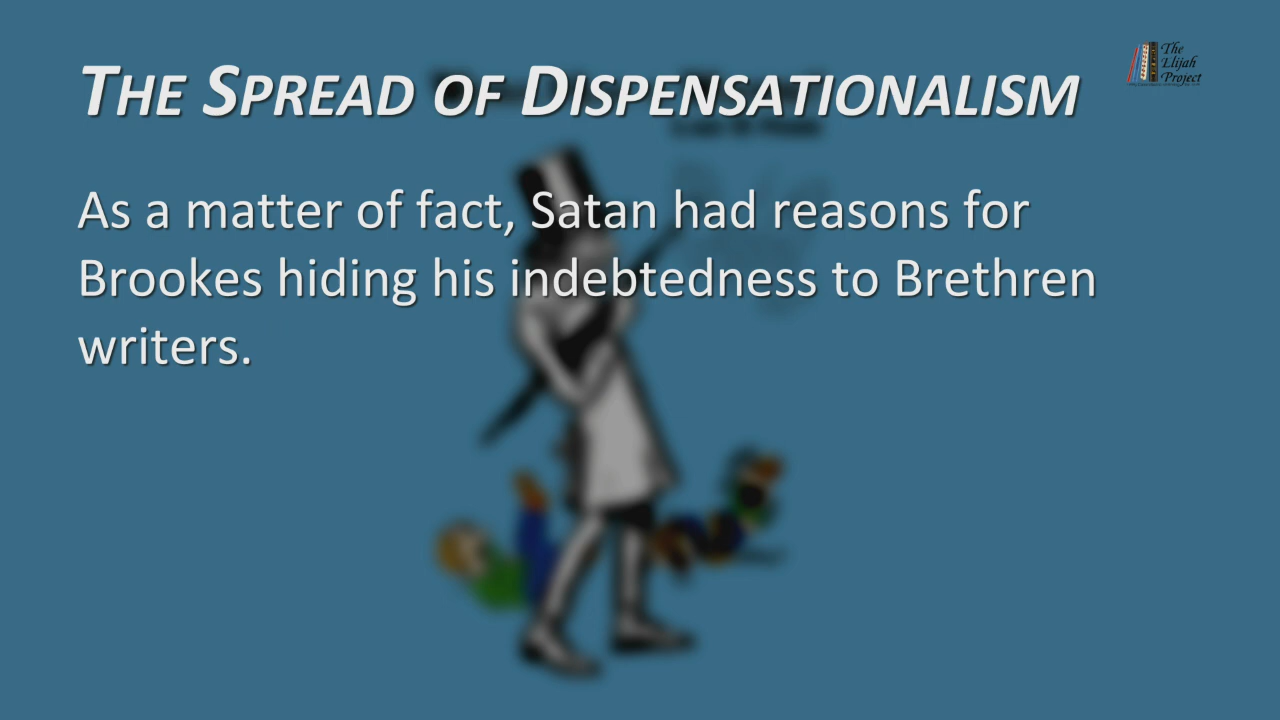 THE SPREAD OF DISPENSATIONALISM
The
Llijah
Project
As a matter of fact, Satan had reasons for
Brookes hiding his indebtedness to Brethren
writers.